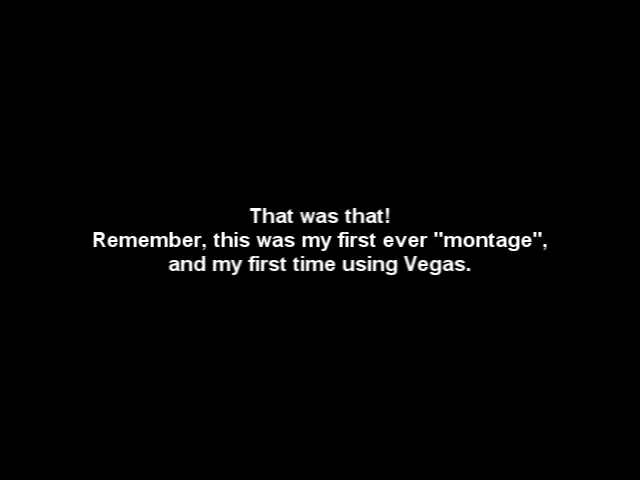 That was that!
Remember, this was my first ever "montage",
and my first time using Vegas.